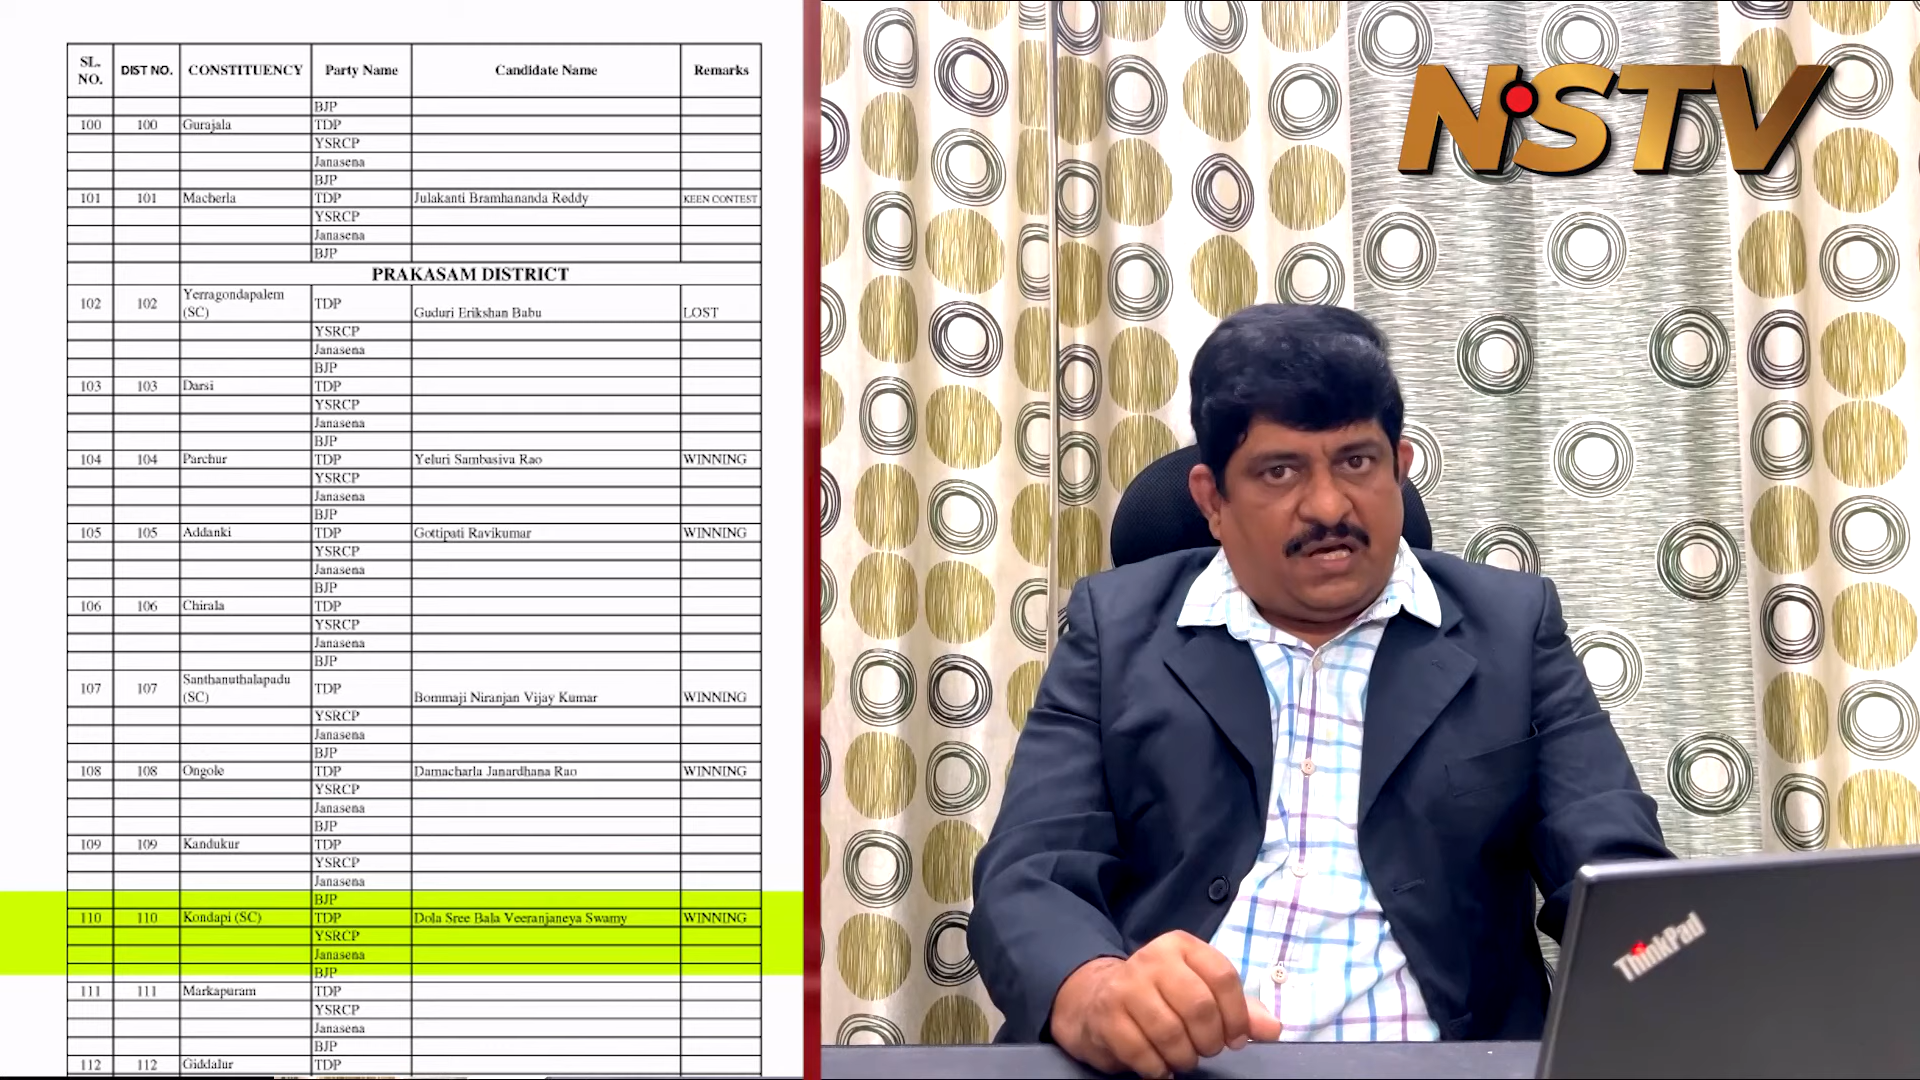 SL. NO. DIST NO. CONSTITUENCY Party Name Candidate Name Remarks
BJP
100 100 Gurajala TDP
YSRCP
Janasena
BJP
101 101 Macherla TDP Julakanti Bramhananda Reddy KEEN CONTEST
YSRCP
Janasena
BJP
PRAKASAM DISTRICT
102 102 Yerragondapalem (SC) TDP Guduri Erikshan Babu LOST
YSRCP
Janasena
BJP
103 103 Darsi TDP
YSRCP
Janasena
BJP
104 104 Parchur TDP Yeluri Sambasiva Rao WINNING
YSRCP
Janasena
BJP
105 105 Addanki TDP Gottipati Ravikumar WINNING
YSRCP
Janasena
BJP
106 106 Chirala TDP
YSRCP
Janasena
BJP
107 107 Santhanuthalapadu (SC) TDP Bommaji Niranjan Vijay Kumar WINNING
YSRCP
Janasena
BJP
108 108 Ongole TDP Damacharla Janardhana Rao WINNING
YSRCP
Janasena
BJP
109 109 Kandukur TDP
YSRCP
Janasena
BJP
110 110 Kondapi (SC) TDP Dola Sree Bala Veeranjaneya Swamy WINNING
YSRCP
Janasena
BJP
111 111 Markapuram TDP
YSRCP
Janasena
BJP
112 112 Giddalur TDP
NSTV
ThinkPad